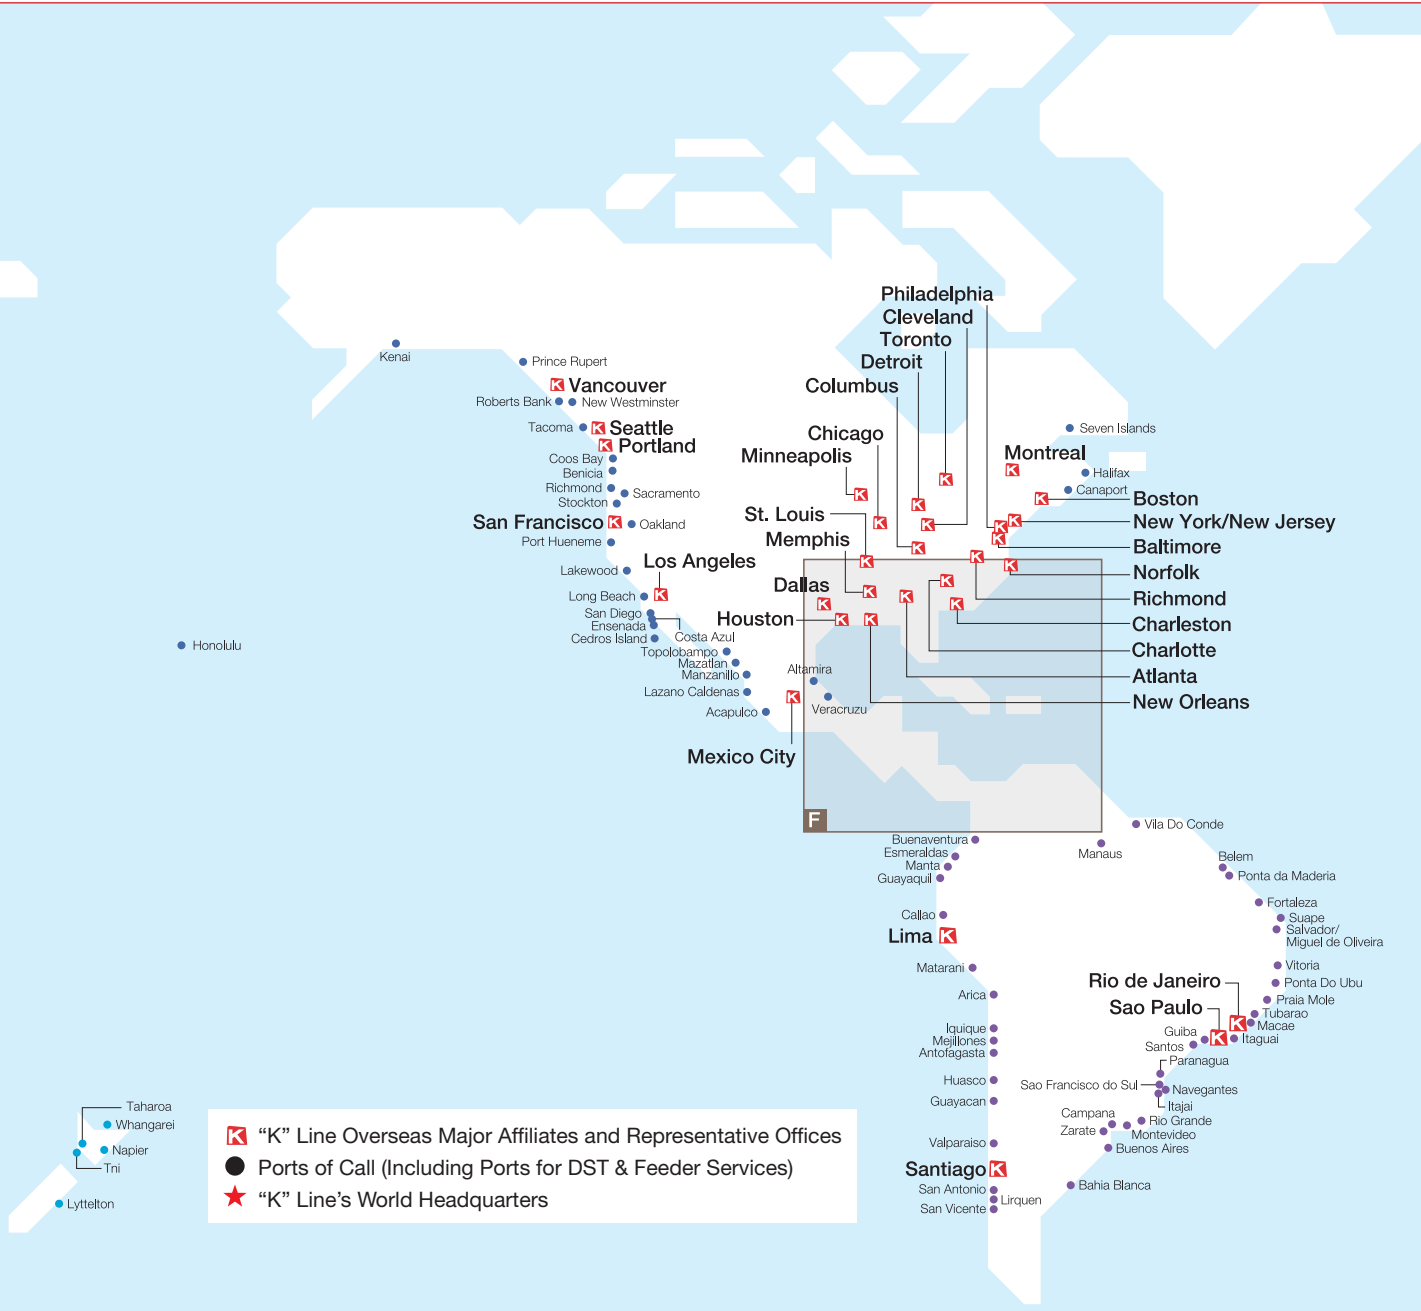 Philadelphia
Cleveland
Toronto
Detroit
Columbus
Chicago
Minneapolis
St. Louis
Memphis
Dallas
Houston
Kenai
Prince Rupert
Vancouver
Roberts Bank
New Westminster
Tacoma
Seattle
Portland
Coos Bay
Benicia
Richmond
Sacramento
Stockton
San Francisco
Oakland
Port Hueneme
Los Angeles
Lakewood
Long Beach
San Diego
Ensenada
Cedros Island
Costa Azul
Topolobampo
Mazatlan
Manzanillo
Lazano Caldenas
Acapulco
Honolulu
Altamira
Veracruzu
Mexico City
Seven Islands
Montreal
Halifax
Canaport
Boston
New York/New Jersey
Baltimore
Norfolk
Richmond
Charleston
Charlotte
Atlanta
New Orleans
F
Buenaventura
Esmeraldas
Manta
Guayaquil
Callao
Lima
Matarani
Arica
Iquique
Mejillones
Antofagasta
Huasco
Guayacan
Valparaiso
Santiago
San Antonio
Lirquen
San Vicente
Vila Do Conde
Manaus
Belem
Ponta da Maderia
Fortaleza
Suape
Salvador/
Miguel de Oliveira
Vitoria
Ponta Do Ubu
Praia Mole
Tubarao
Macae
Rio de Janeiro
Sao Paulo
Itaguai
Guiba
Santos
Paranagua
Sao Francisco do Sul
Navegantes
Itajai
Rio Grande
Campana
Montevideo
Zarate
Buenos Aires
Bahia Blanca
Taharoa
Whangarei
Napier
Tni
Lyttelton
K “K” Line Overseas Major Affiliates and Representative Offices
Ports of Call (Including Ports for DST & Feeder Services)
“K” Line’s World Headquarters